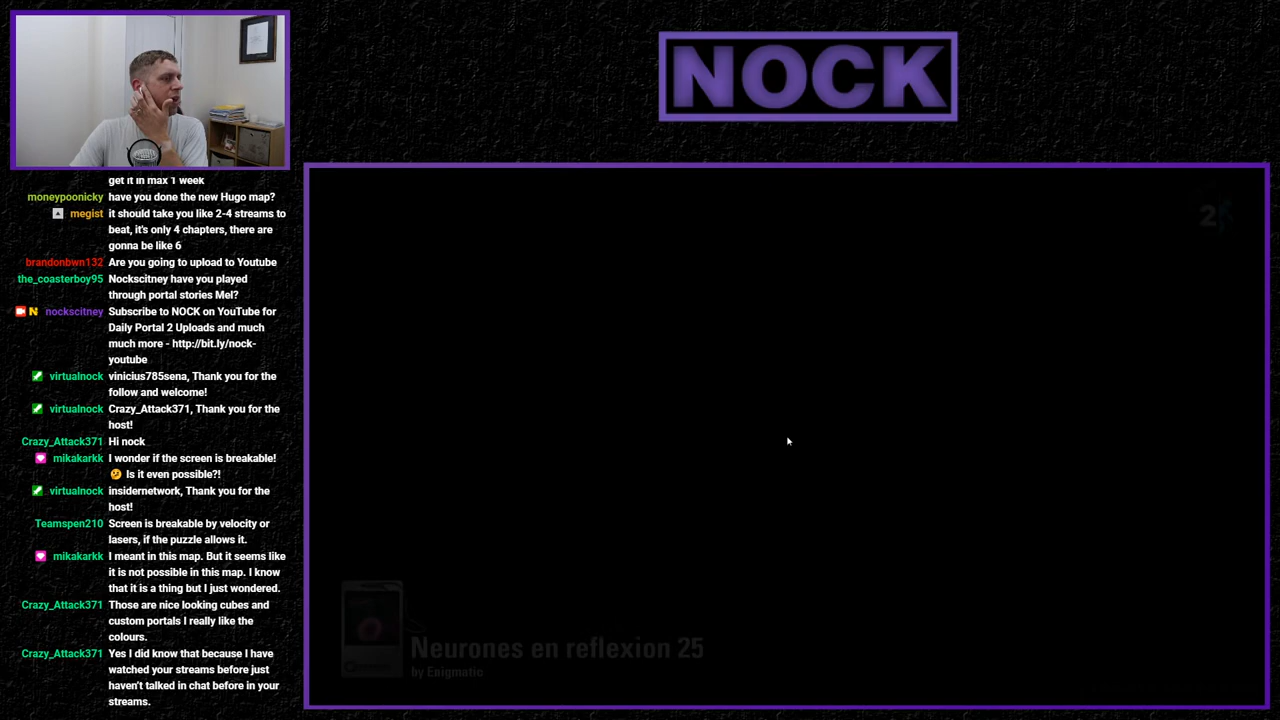 NOCK
get it in max 1 week
moneypoonicky have you done the new Hugo map?
megist it should take you like 2-4 streams to
beat, it's only 4 chapters, there are
gonna be like 6
brandonbwn132 Are you going to upload to Youtube
the_coasterboy95 Nockscitney have you played
through portal stories Mel?
nockscitney Subscribe to NOCK on YouTube for
Daily Portal 2 Uploads and much
much more - http://bit.ly/nock-
youtube
virtualnock vinicius785sena, Thank you for the
follow and welcome!
virtualnock Crazy_Attack371, Thank you for the
host!
Crazy_Attack371 Hi nock
mikakarkk I wonder if the screen is breakable!
🤔 Is it even possible?!
virtualnock insidernetwork, Thank you for the
host!
Teamspen210 Screen is breakable by velocity or
lasers, if the puzzle allows it.
mikakarkk I meant in this map. But it seems like
it is not possible in this map. I know
that it is a thing but I just wondered.
Crazy_Attack371 Those are nice looking cubes and
custom portals I really like the
colours.
Crazy_Attack371 Yes I did know that because I have
watched your streams before just
haven't talked in chat before in your
streams.
2
Neurones en reflexion 25
by Enigmatio